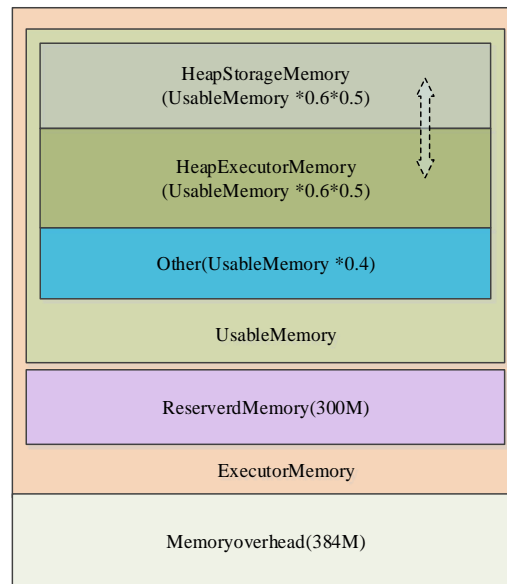 HeapStorageMemory
(UsableMemory *0.6*0.5)
HeapExecutorMemory
(UsableMemory *0.6*0.5)
Other(UsableMemory *0.4)
UsableMemory
ReserverdMemory(300M)
ExecutorMemory
Memoryoverhead(384M)